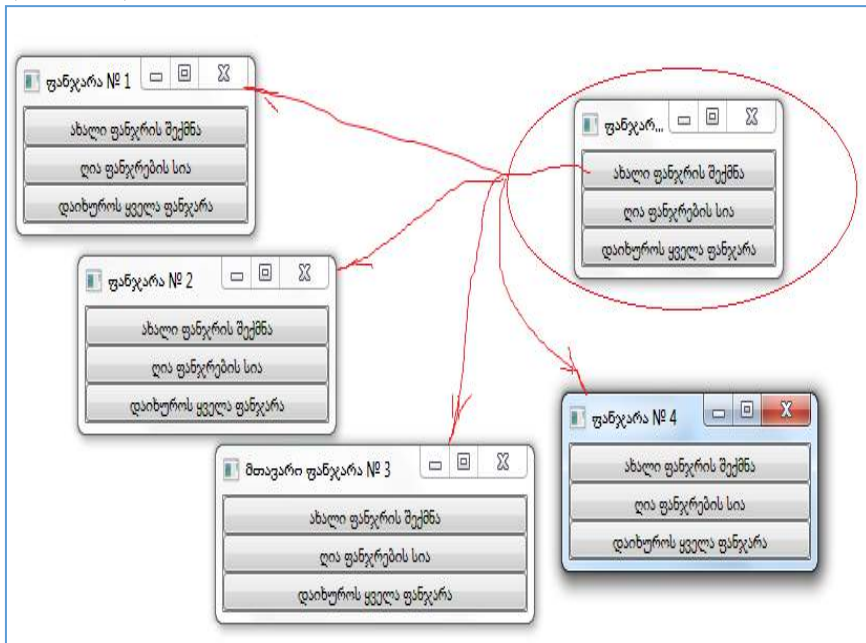 ფანჯარა № 1
ახალი ფანჯრის შექმნა
ღია ფანჯრების სია
დაიხუროს ყველა ფანჯარა
ფანჯარ...
ახალი ფანჯრის შექმნა
ღია ფანჯრების სია
დაიხუროს ყველა ფანჯარა
ფანჯარა № 2
ახალი ფანჯრის შექმნა
ღია ფანჯრების სია
დაიხუროს ყველა ფანჯარა
მთავარი ფანჯარა № 3
ახალი ფანჯრის შექმნა
ღია ფანჯრების სია
დაიხუროს ყველა ფანჯარა
ფანჯარა № 4
ახალი ფანჯრის შექმნა
ღია ფანჯრების სია
დაიხუროს ყველა ფანჯარა